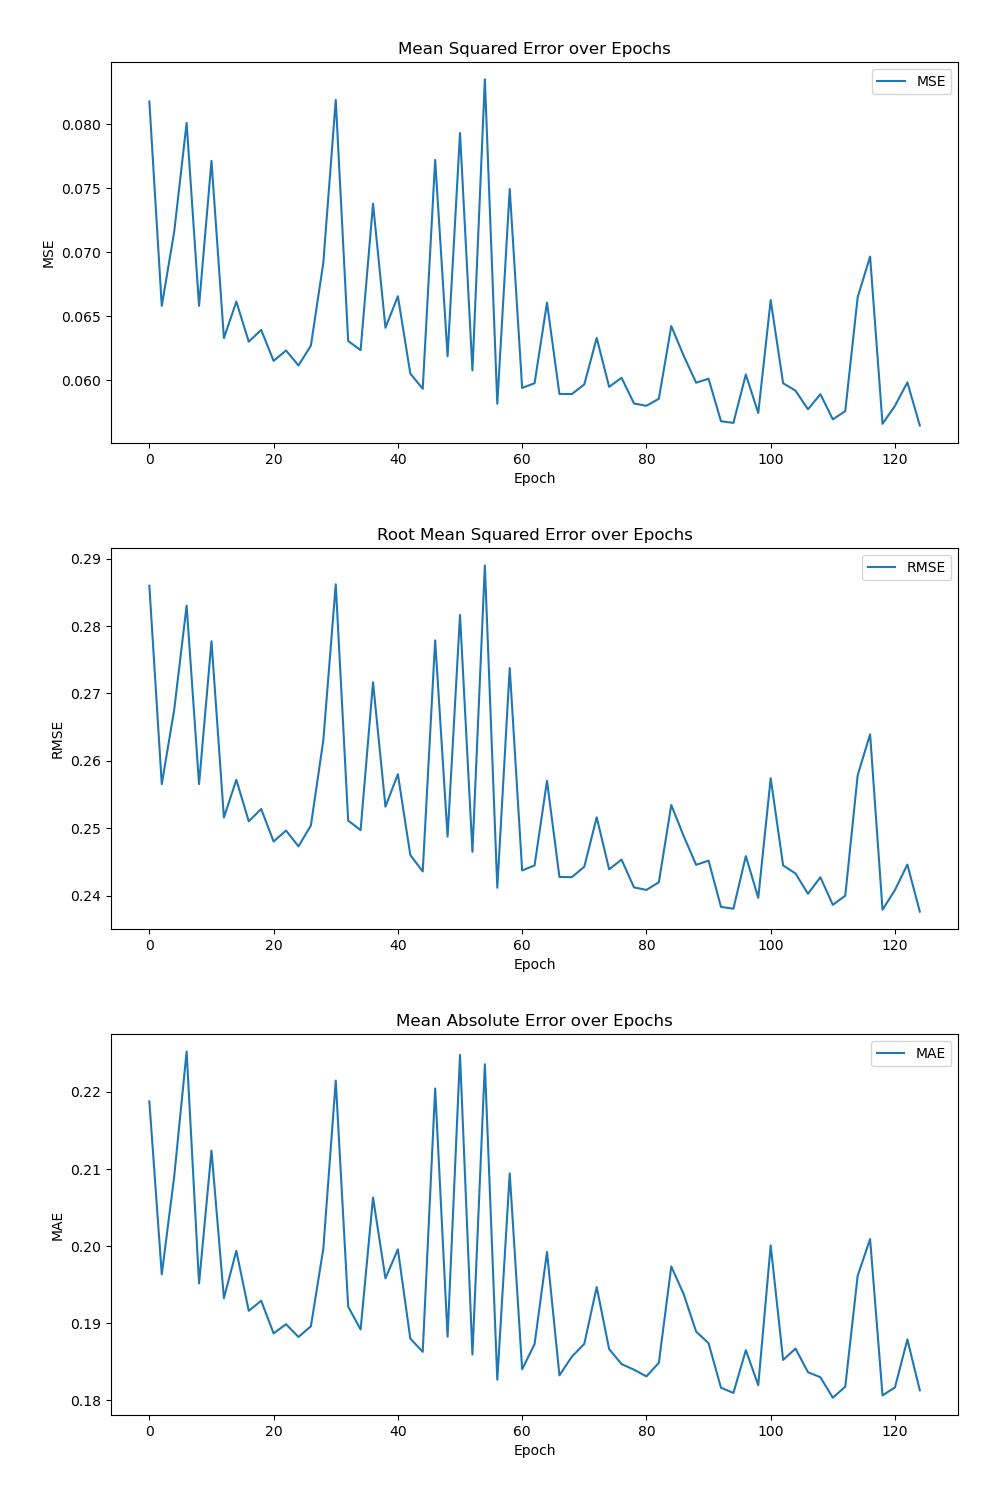 Mean Squared Error over Epochs
MSE
0.080
0.075
0.070
0.065
0.060
MSE
0 20 40 60 80 100 120
Epoch
Root Mean Squared Error over Epochs
RMSE
0.29
0.28
0.27
0.26
0.25
0.24
RMSE
0 20 40 60 80 100 120
Epoch
Mean Absolute Error over Epochs
MAE
0.22
0.21
0.20
0.19
0.18
MAE
0 20 40 60 80 100 120
Epoch